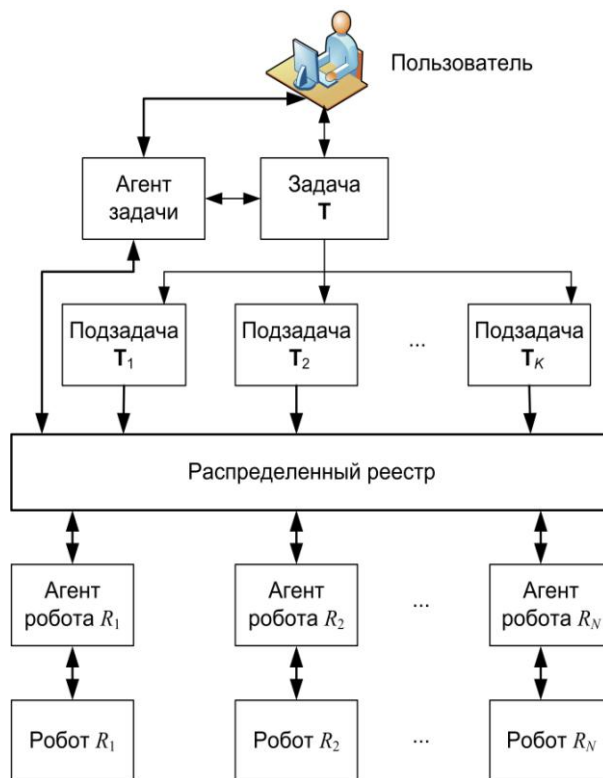 Пользователь
Агент
задачи
Задача
T
Подзадача
T1
Подзадача
T2
...
Подзадача
TK
Распределенный реестр
Агент
робота R1
Агент
робота R2
...
Агент
робота RN
Робот R1
Робот R2
...
Робот RN